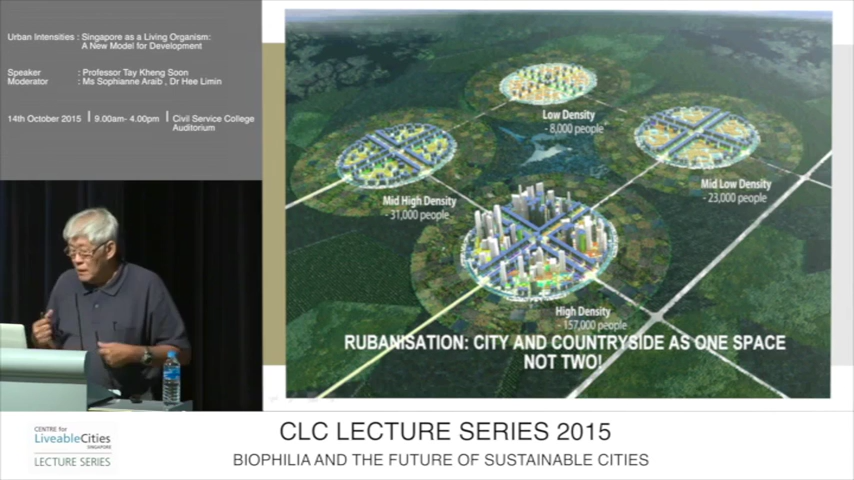 Urban Intensities : Singapore as a Living Organism:
A New Model for Development
Speaker : Professor Tay Kheng Soon
Moderator : Ms Sophianne Araib , Dr Hee Limin
14th October 2015 | 9.00am- 4.00pm | Civil Service College
Auditorium
Low Density
- 8,000 people
Mid Low Density
- 23,000 people
Mid High Density
- 31,000 people
High Density
- 157,000 people
RUBANISATION: CITY AND COUNTRYSIDE AS ONE SPACE
NOT TWO!
CENTRE for
LiveableCities
SINGAPORE
LECTURE SERIES
CLC LECTURE SERIES 2015
BIOPHILIA AND THE FUTURE OF SUSTAINABLE CITIES